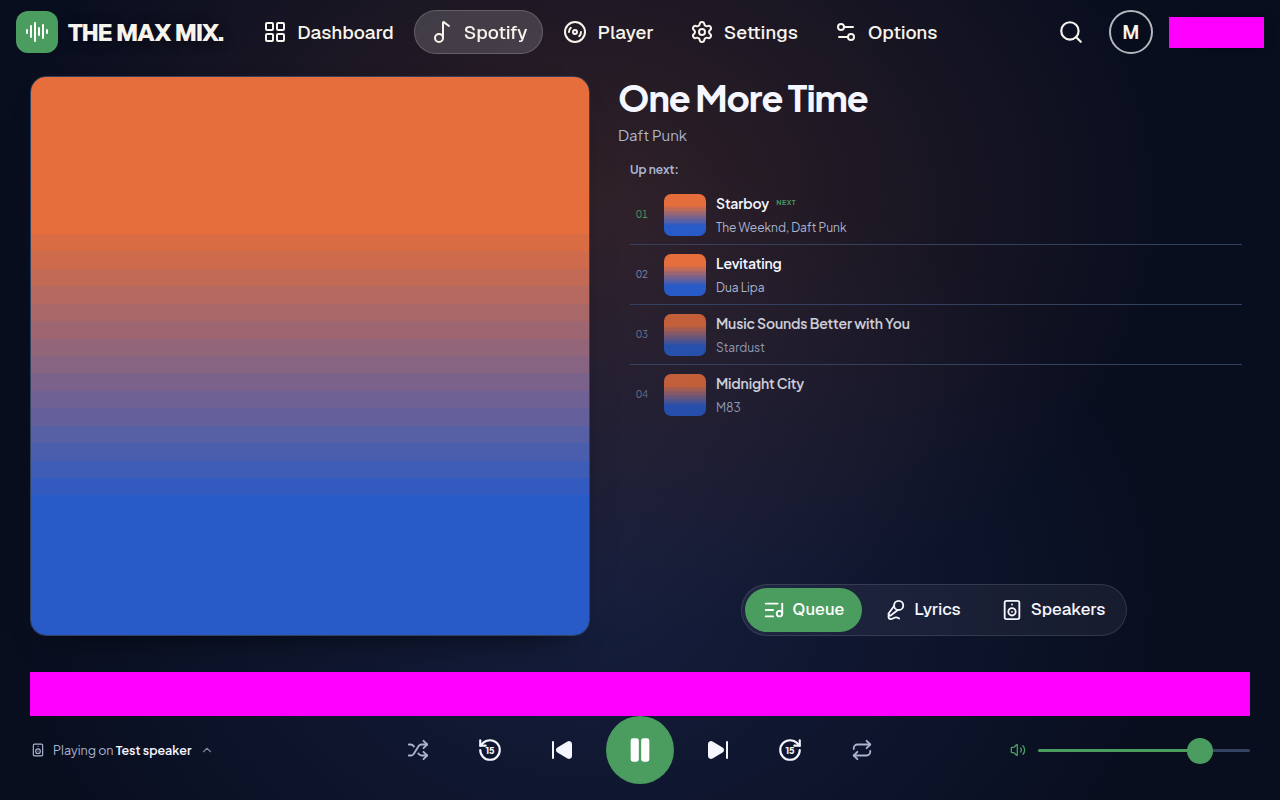 THE MAX MIX.
Dashboard
Spotify
Player
Settings
Options
M
One More Time
Daft Punk
Up next:
01
Starboy NEXT
The Weeknd, Daft Punk
02
Levitating
Dua Lipa
03
Music Sounds Better with You
Stardust
04
Midnight City
M83
Queue
Lyrics
Speakers
Playing on Test speaker
15
15